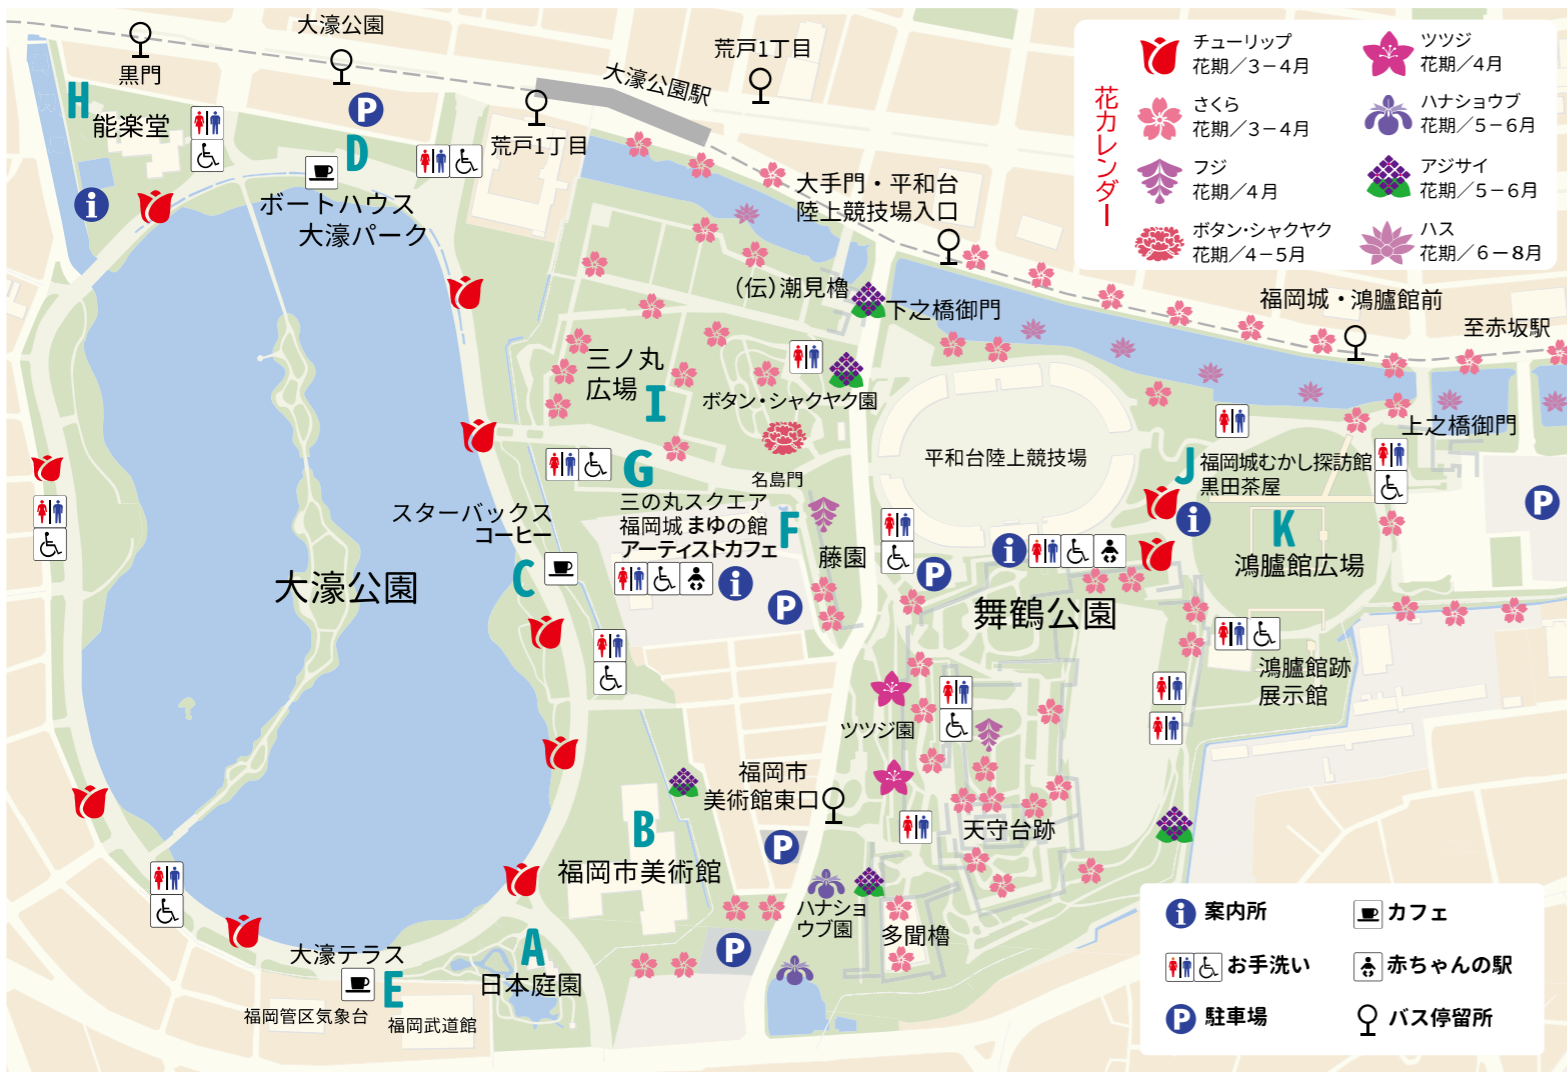 大濠公園
黒門
荒戸1丁目
大濠公園駅
荒戸1丁目
H
能楽堂
P
D
ボートハウス
大濠パーク
i
大手門・平和台
陸上競技場入口
花カレンダー
チューリップ
花期／3－4月
さくら
花期／3－4月
フジ
花期／4月
ボタン・シャクヤク
花期／4－5月
ツツジ
花期／4月
ハナショウブ
花期／5－6月
アジサイ
花期／5－6月
ハス
花期／6－8月
(伝)潮見櫓
下之橋御門
福岡城・鴻臚館前
至赤坂駅
三ノ丸
広場
I
ボタン・シャクヤク園
上之橋御門
平和台陸上競技場
J
福岡城むかし探訪館
黒田茶屋
i
P
G
名島門
三の丸スクエア
福岡城 まゆの館
アーティストカフェ
F
藤園
i
P
P
i
K
鴻臚館広場
スターバックス
コーヒー
C
大濠公園
舞鶴公園
鴻臚館跡
展示館
ツツジ園
福岡市
美術館東口
P
天守台跡
B
福岡市美術館
ハナショ
ウブ園
多聞櫓
P
A
日本庭園
大濠テラス
E
福岡管区気象台
福岡武道館
i
案内所
カフェ
お手洗い
赤ちゃんの駅
P
駐車場
バス停留所